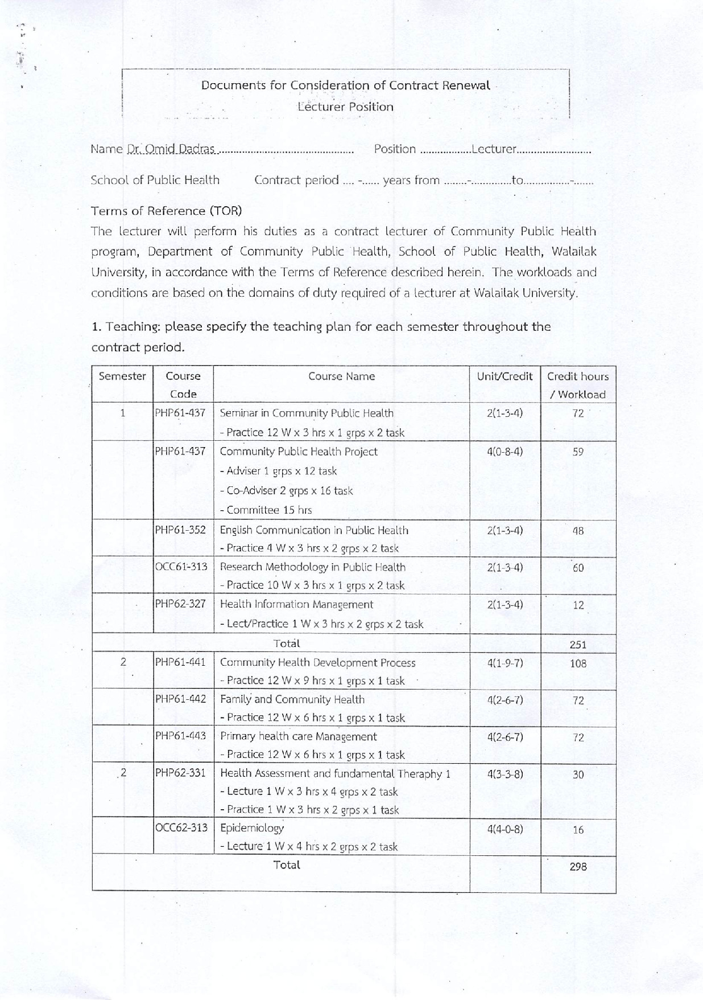 Documents for Consideration of Contract Renewal
Lecturer Position
Name Dr. Omid Dadras .............................................. Position ..................Lecturer..........................
School of Public Health Contract period .... -...... years from ........-..............to................-.......
Terms of Reference (TOR)
The lecturer will perform his duties as a contract lecturer of Community Public Health
program, Department of Community Public Health, School of Public Health, Walailak
University, in accordance with the Terms of Reference described herein. The workloads and
conditions are based on the domains of duty required of a lecturer at Walailak University.
1. Teaching: please specify the teaching plan for each semester throughout the
contract period.
Semester Course Course Name Unit/Credit Credit hours
Code / Workload
1 PHP61-437 Seminar in Community Public Health 2(1-3-4) 72
- Practice 12 W x 3 hrs x 1 grps x 2 task
PHP61-437 Community Public Health Project 4(0-8-4) 59
- Adviser 1 grps x 12 task
- Co-Adviser 2 grps x 16 task
- Committee 15 hrs
PHP61-352 English Communication in Public Health 2(1-3-4) 48
- Practice 4 W x 3 hrs x 2 grps x 2 task
OCC61-313 Research Methodology in Public Health 2(1-3-4) 60
- Practice 10 W x 3 hrs x 1 grps x 2 task
PHP62-327 Health Information Management 2(1-3-4) 12
- Lect/Practice 1 W x 3 hrs x 2 grps x 2 task
Total 251
2 PHP61-441 Community Health Development Process 4(1-9-7) 108
- Practice 12 W x 9 hrs x 1 grps x 1 task
PHP61-442 Family and Community Health 4(2-6-7) 72
- Practice 12 W x 6 hrs x 1 grps x 1 task
PHP61-443 Primary health care Management 4(2-6-7) 72
- Practice 12 W x 6 hrs x 1 grps x 1 task
2 PHP62-331 Health Assessment and fundamental Theraphy 1 4(3-3-8) 30
- Lecture 1 W x 3 hrs x 4 grps x 2 task
- Practice 1 W x 3 hrs x 2 grps x 1 task
OCC62-313 Epidemiology 4(4-0-8) 16
- Lecture 1 W x 4 hrs x 2 grps x 2 task
Total 298